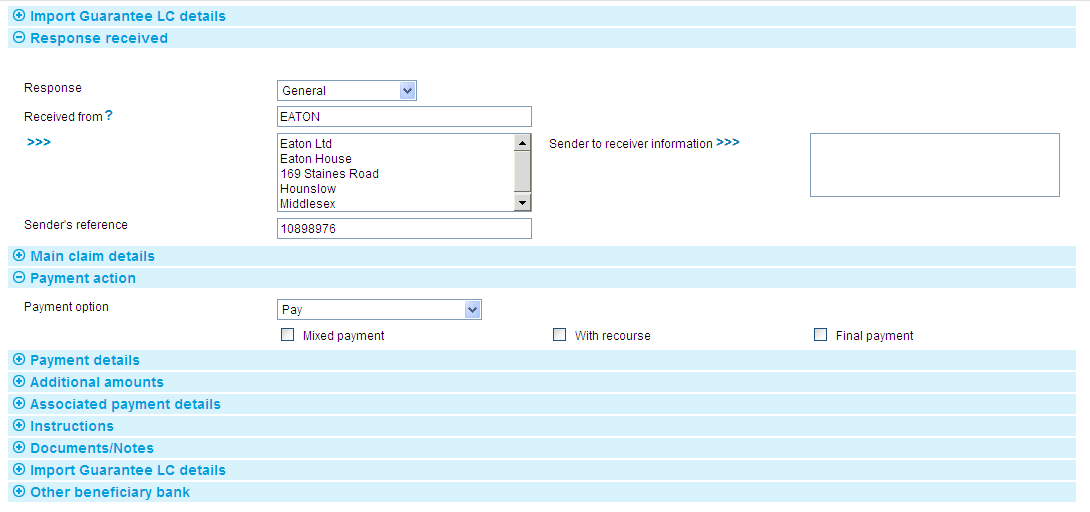 Import Guarantee LC details
Response received
Response General
Received from? EATON
>>> Eaton Ltd Sender to receiver information >>>
Eaton House
169 Staines Road
Hounslow
Middlesex
Sender's reference 10898976
Main claim details
Payment action
Payment option Pay
Mixed payment With recourse Final payment
Payment details
Additional amounts
Associated payment details
Instructions
Documents/Notes
Import Guarantee LC details
Other beneficiary bank